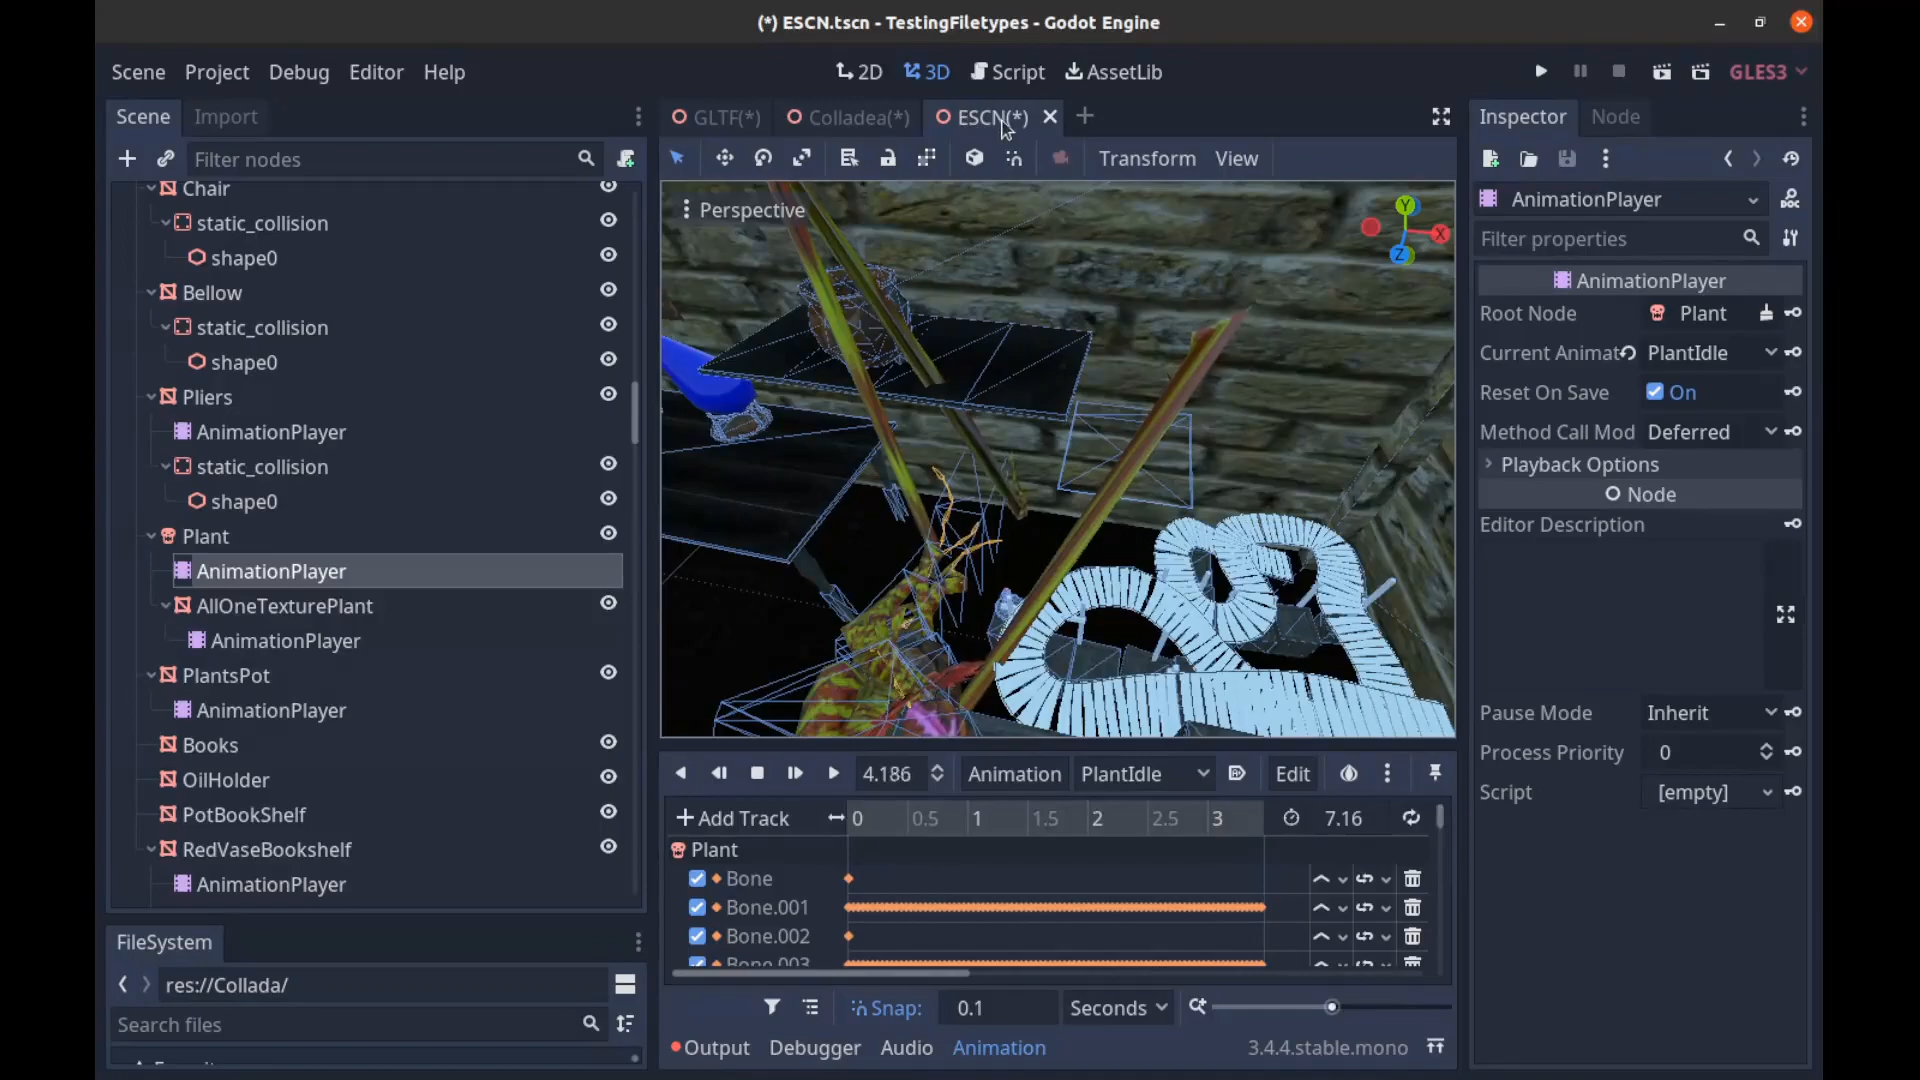 (*) ESCN.tscn - TestingFiletypes - Godot Engine
Scene Project Debug Editor Help
2D 3D Script AssetLib
GLES3
Scene Import
Filter nodes
Chair
static_collision
shape0
Bellow
static_collision
shape0
Pliers
AnimationPlayer
static_collision
shape0
Plant
AnimationPlayer
AllOneTexturePlant
AnimationPlayer
PlantsPot
AnimationPlayer
Books
OilHolder
PotBookShelf
RedVaseBookshelf
AnimationPlayer
FileSystem
res://Collada/
Search files
GLTF(*) Colladea(*) ESCN(*)
Transform View
Perspective
Y
X
Z
4.186 Animation PlantIdle Edit
Add Track 0 0.5 1 1.5 2 2.5 3 7.16
Plant
Bone
Bone.001
Bone.002
Bone.003
Snap: 0.1 Seconds
Output Debugger Audio Animation 3.4.4.stable.mono
Inspector Node
AnimationPlayer
Filter properties
AnimationPlayer
Root Node Plant
Current Animat PlantIdle
Reset On Save On
Method Call Mod Deferred
Playback Options
Node
Editor Description
Pause Mode Inherit
Process Priority 0
Script [empty]